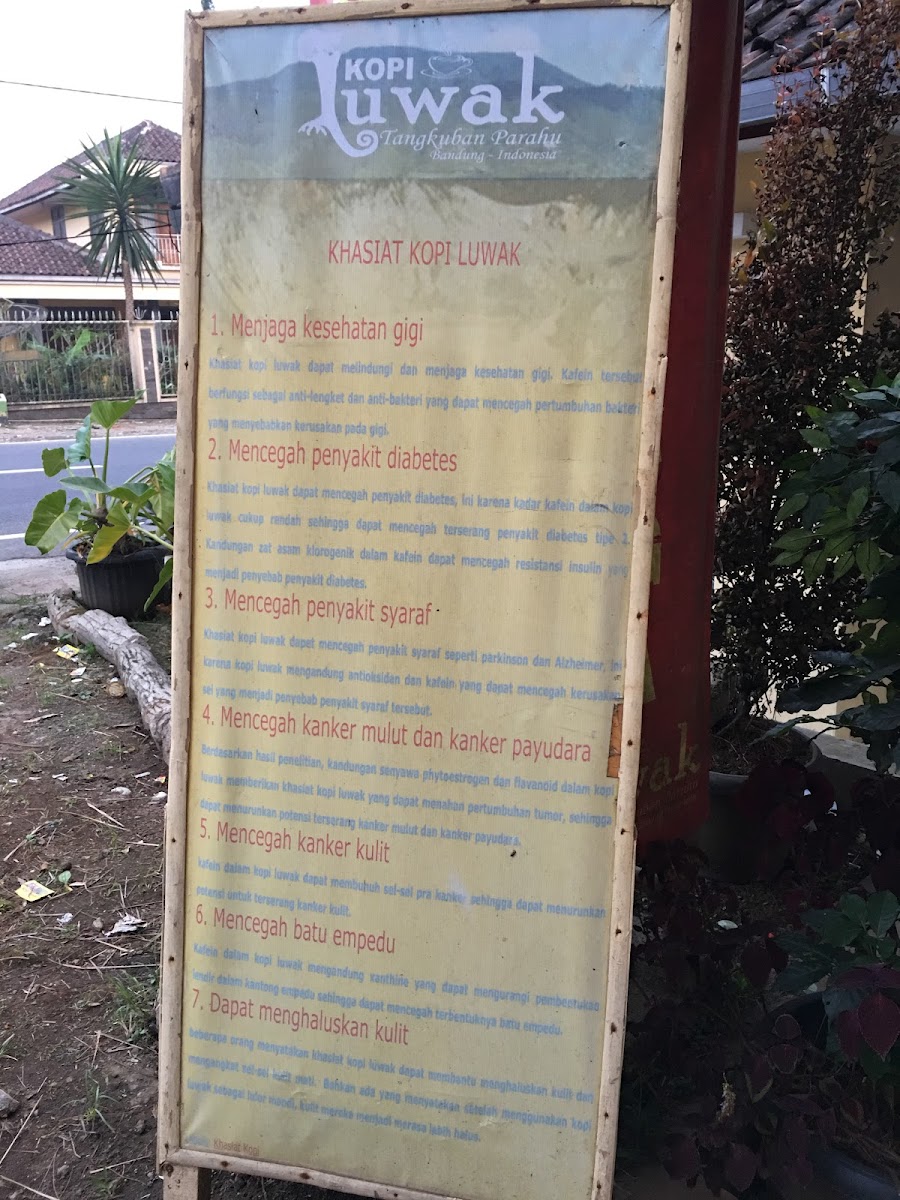 KOPI
Luwak
Tangkuban Parahu
Bandung - Indonesia
KHASIAT KOPI LUWAK
1. Menjaga kesehatan gigi
Khasiat kopi luwak dapat melindungi dan menjaga kesehatan gigi. Kafein tersebut
berfungsi sebagai anti-lengket dan anti-bakteri yang dapat mencegah pertumbuhan bakteri
yang menyebabkan kerusakan pada gigi.
2. Mencegah penyakit diabetes
Khasiat kopi luwak dapat mencegah penyakit diabetes, ini karena kadar kafein dalam kopi
luwak cukup rendah sehingga dapat mencegah terserang penyakit diabetes tipe 2.
Kandungan zat asam klorogenik dalam kafein dapat mencegah resistansi insulin yang
menjadi penyebab penyakit diabetes.
3. Mencegah penyakit syaraf
Khasiat kopi luwak dapat mencegah penyakit syaraf seperti parkinson dan Alzheimer, ini
karena kopi luwak mengandung antioksidan dan kafein yang dapat mencegah kerusakan
sel yang menjadi penyebab penyakit syaraf tersebut.
4. Mencegah kanker mulut dan kanker payudara
Berdasarkan hasil penelitian, kandungan senyawa phytoestrogen dan flavanoid dalam kopi
luwak memberikan khasiat kopi luwak yang dapat menahan pertumbuhan tumor, sehingga
dapat menurunkan potensi terserang kanker mulut dan kanker payudara.
5. Mencegah kanker kulit
kafein dalam kopi luwak dapat membuhuh sel-sel pra kanker sehingga dapat menurunkan
potensi untuk terserang kanker kulit.
6. Mencegah batu empedu
Kafein dalam kopi luwak mengandung xanthine yang dapat mengurangi pembentukan
lendir dalam kantong empedu sehingga dapat mencegah terbentuknya batu empedu.
7. Dapat menghaluskan kulit
beberapa orang menyatakan khasiat kopi luwak dapat membantu menghaluskan kulit dan
mengangkat sel-sel kulit mati. Bahkan ada yang menyatakan setelah menggunakan kopi
luwak sebagai lulur mandi, kulit mereka menjadi merasa lebih halus.
Khasiat Kopi
wak